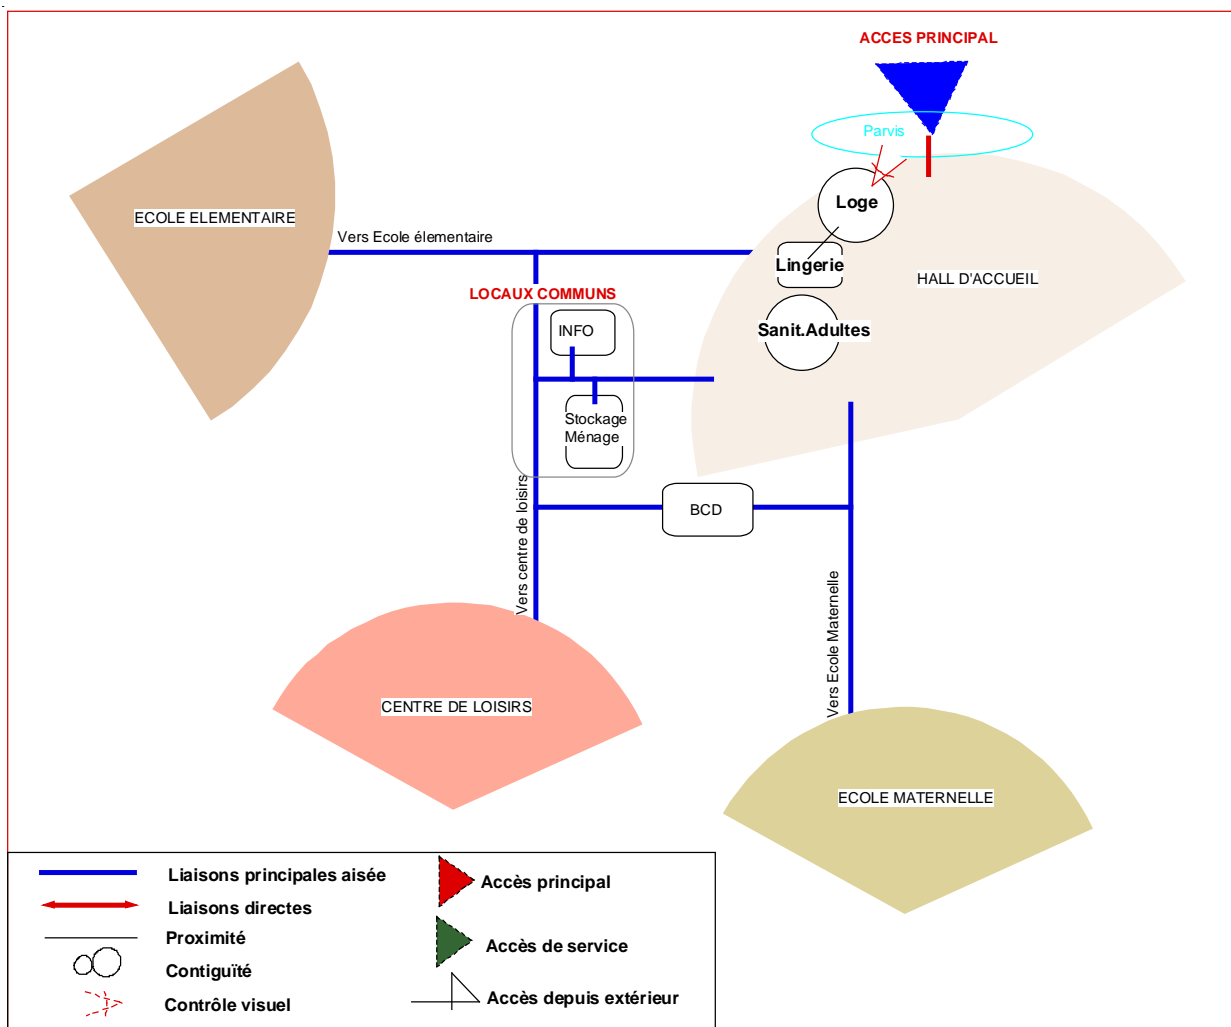 ACCES PRINCIPAL
Parvis
Loge
ECOLE ELEMENTAIRE
Vers Ecole élementaire
Lingerie
HALL D'ACCUEIL
LOCAUX COMMUNS
INFO
Sanit.Adultes
Stockage
Ménage
BCD
Vers centre de loisirs
Vers Ecole Maternelle
CENTRE DE LOISIRS
ECOLE MATERNELLE
Liaisons principales aisée
Liaisons directes
Proximité
Contiguïté
Contrôle visuel
Accès principal
Accès de service
Accès depuis extérieur